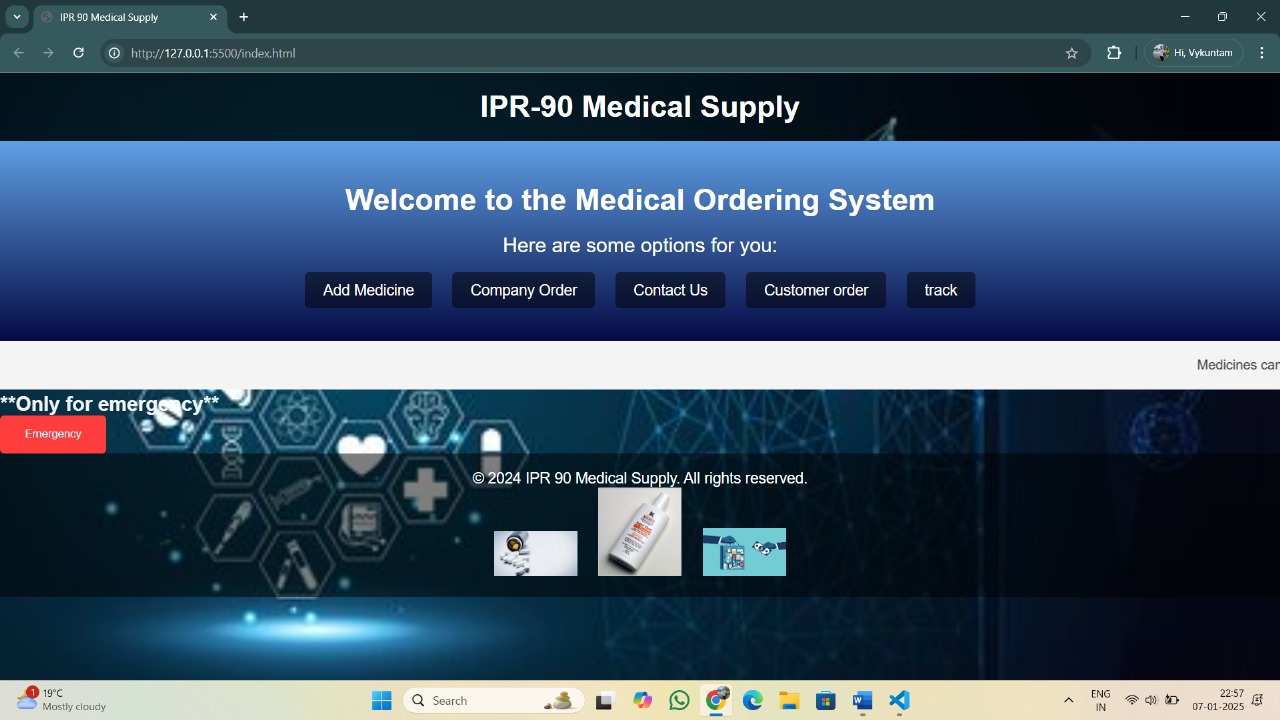 IPR 90 Medical Supply
http://127.0.0.1:5500/index.html
Hi, Vykuntam
IPR-90 Medical Supply
Welcome to the Medical Ordering System
Here are some options for you:
Add Medicine
Company Order
Contact Us
Customer order
track
Medicines can
**Only for emergency**
Emergency
© 2024 IPR 90 Medical Supply. All rights reserved.
1
19°C
Mostly cloudy
Search
ENG
IN
22:57
07-01-2025